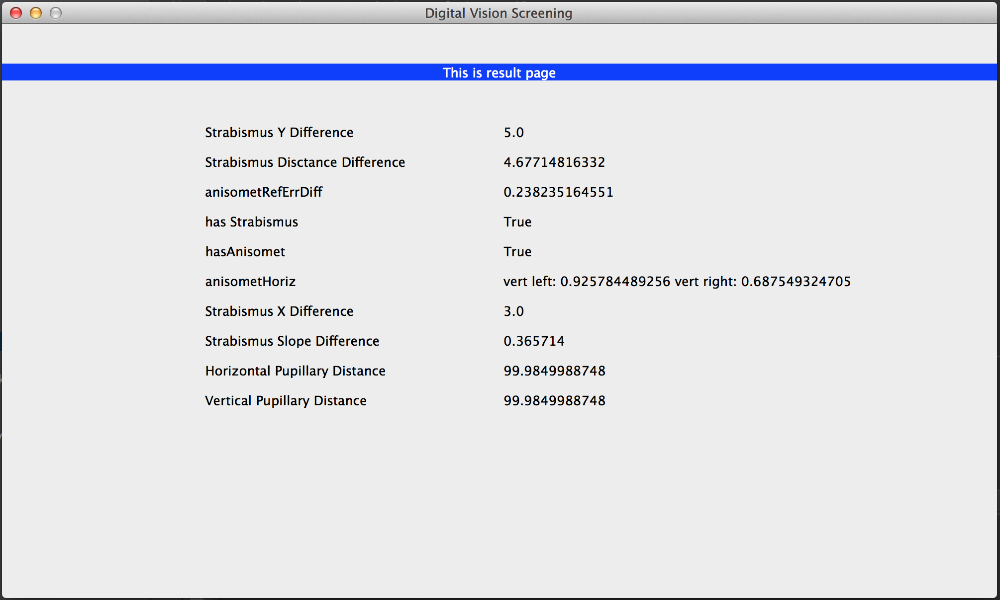 Digital Vision Screening
This is result page
Strabismus Y Difference 5.0
Strabismus Disctance Difference 4.67714816332
anisometRefErrDiff 0.238235164551
has Strabismus True
hasAnisomet True
anisometHoriz vert left: 0.925784489256 vert right: 0.687549324705
Strabismus X Difference 3.0
Strabismus Slope Difference 0.365714
Horizontal Pupillary Distance 99.9849988748
Vertical Pupillary Distance 99.9849988748